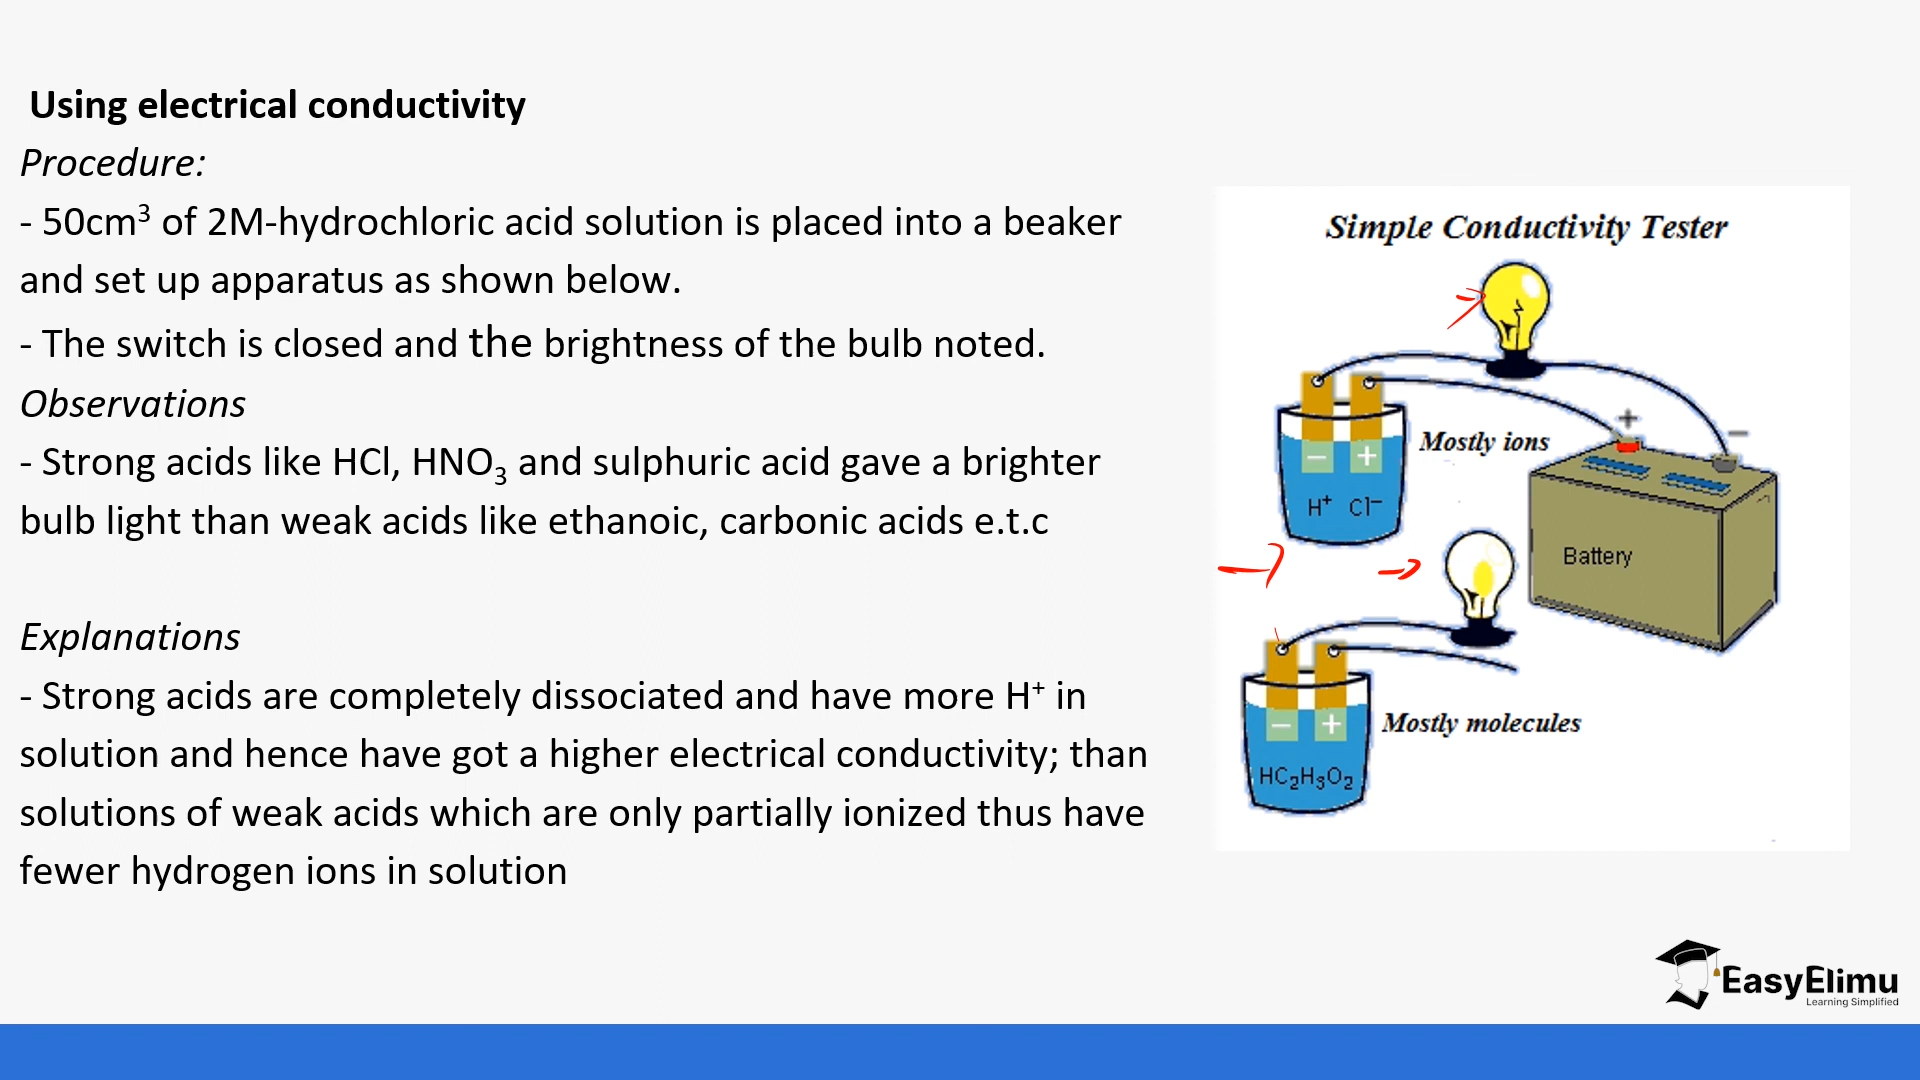 Using electrical conductivity
Procedure:
- 50cm³ of 2M-hydrochloric acid solution is placed into a beaker
and set up apparatus as shown below.
- The switch is closed and the brightness of the bulb noted.
Observations
- Strong acids like HCl, HNO₃ and sulphuric acid gave a brighter
bulb light than weak acids like ethanoic, carbonic acids e.t.c
Explanations
- Strong acids are completely dissociated and have more H⁺ in
solution and hence have got a higher electrical conductivity; than
solutions of weak acids which are only partially ionized thus have
fewer hydrogen ions in solution
Simple Conductivity Tester
+ −
Mostly ions
− +
H⁺ Cl⁻
Battery
− +
Mostly molecules
HC₂H₃O₂
EasyElimu
Learning Simplified